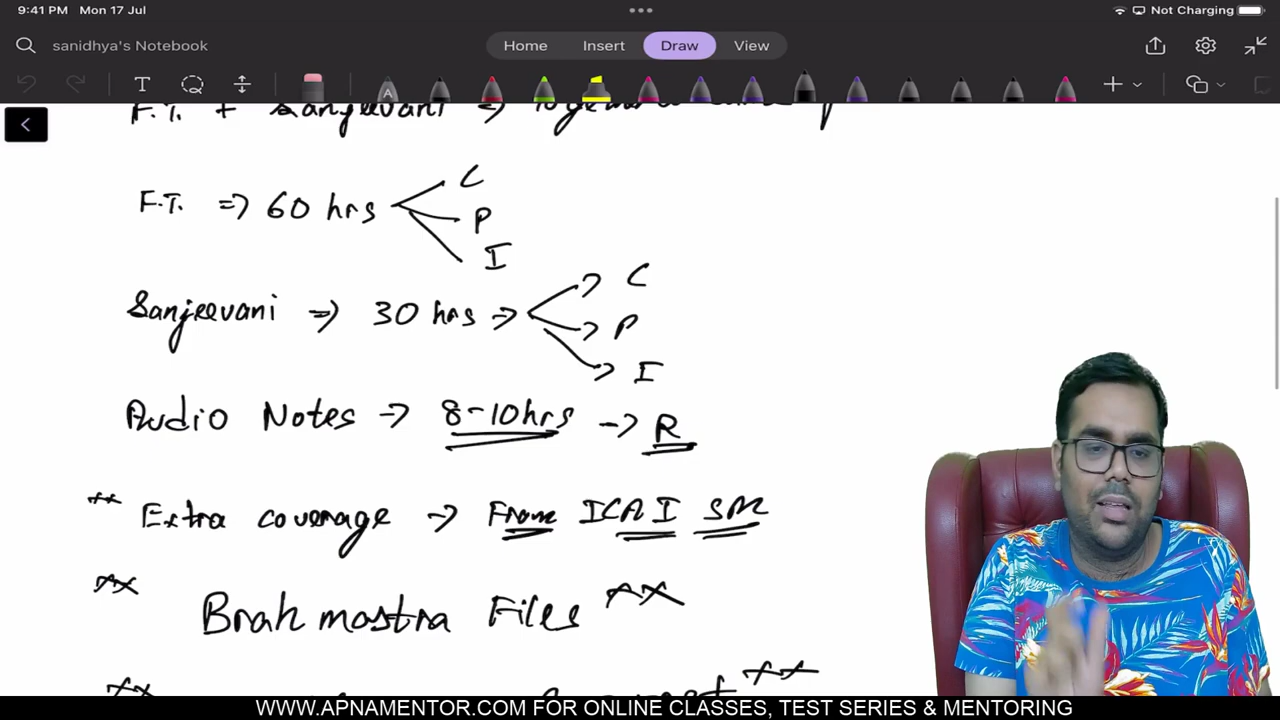 9:41 PM Mon 17 Jul
Not Charging
sanidhya's Notebook
Home Insert Draw View
F.T. + Sanjeevani =>
F.T. => 60 hrs
C
P
I
Sanjeevani => 30 hrs =>
-> C
-> P
-> I
Audio Notes -> 8-10hrs -> R
** Extra coverage -> From ICAI SM
** Brahmastra Files **
**
WWW.APNAMENTOR.COM FOR ONLINE CLASSES, TEST SERIES & MENTORING